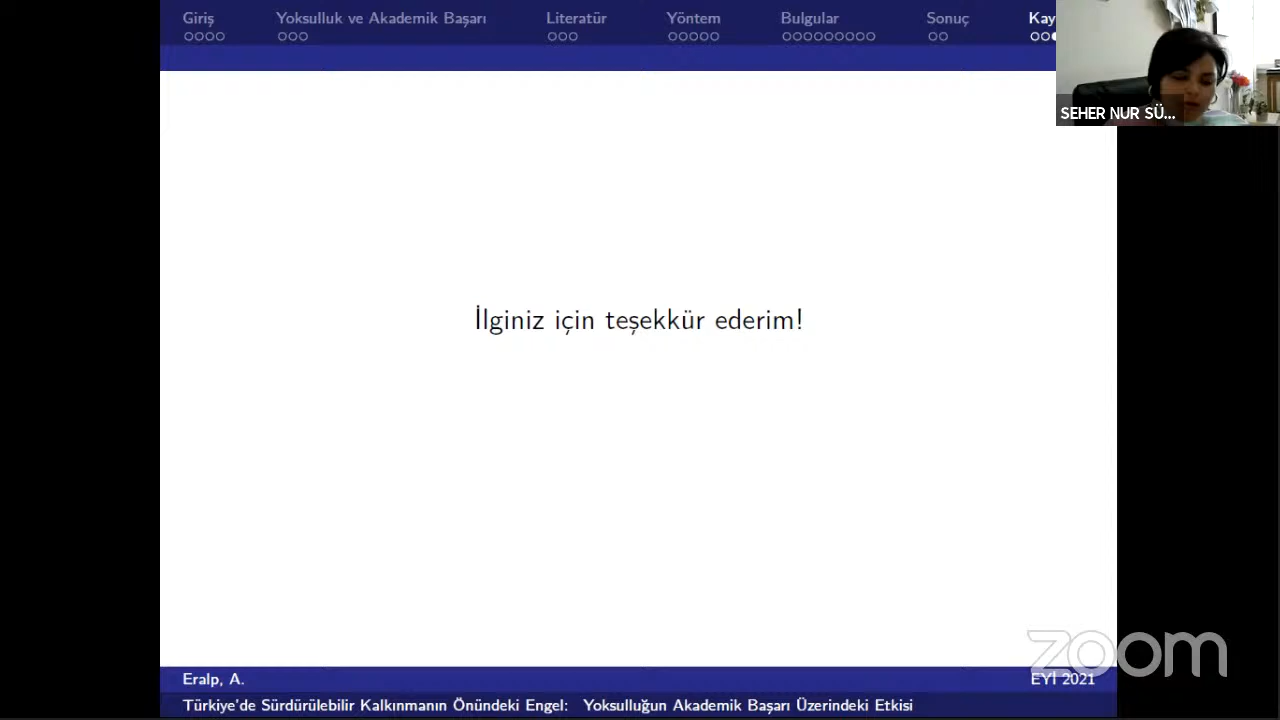 Giriş Yoksulluk ve Akademik Başarı Literatür Yöntem Bulgular Sonuç Kay
SEHER NUR SÜ...
İlginiz için teşekkür ederim!
zoom
Eralp, A. EYİ 2021
Türkiye'de Sürdürülebilir Kalkınmanın Önündeki Engel: Yoksulluğun Akademik Başarı Üzerindeki Etkisi